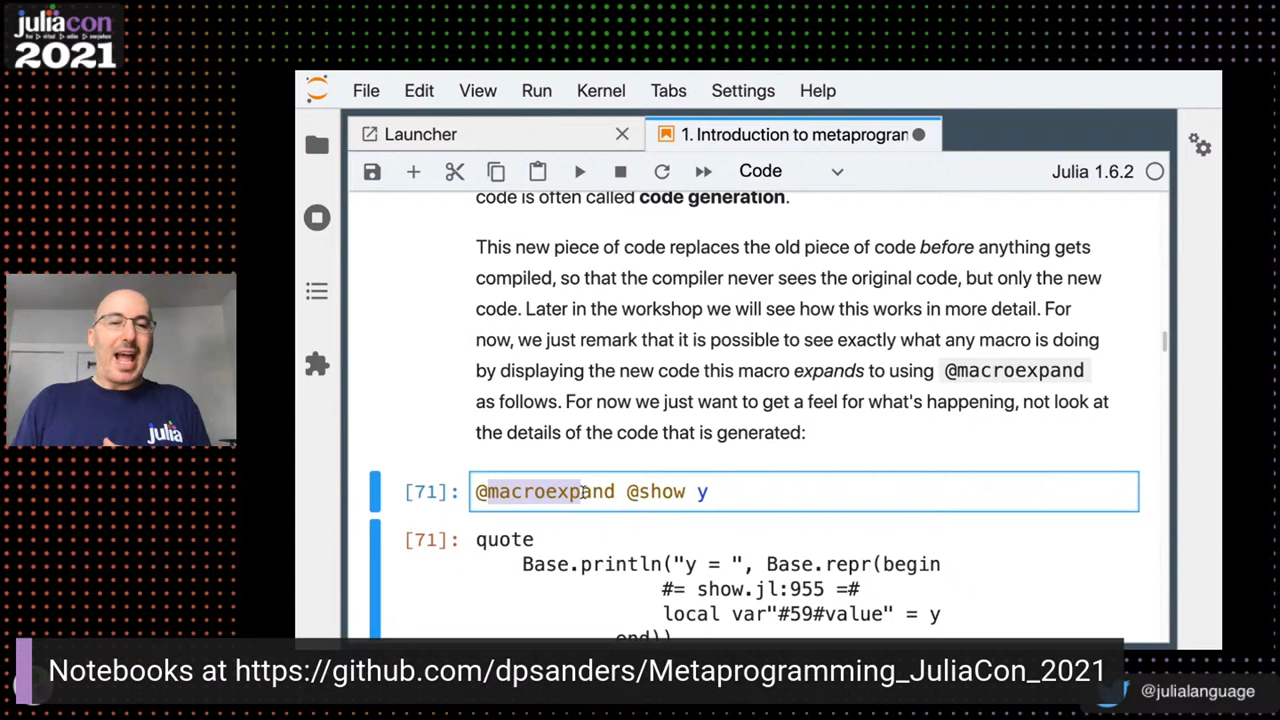 juliacon
2021
File Edit View Run Kernel Tabs Settings Help
Launcher
1. Introduction to metaprogran
Code
Julia 1.6.2
code is often called code generation.
This new piece of code replaces the old piece of code before anything gets
compiled, so that the compiler never sees the original code, but only the new
code. Later in the workshop we will see how this works in more detail. For
now, we just remark that it is possible to see exactly what any macro is doing
by displaying the new code this macro expands to using @macroexpand
as follows. For now we just want to get a feel for what's happening, not look at
the details of the code that is generated:
[71]: @macroexpand @show y
[71]: quote
Base.println("y = ", Base.repr(begin
#= show.jl:955 =#
local var"#59#value" = y
end))
julia
Notebooks at https://github.com/dpsanders/Metaprogramming_JuliaCon_2021
@julialanguage